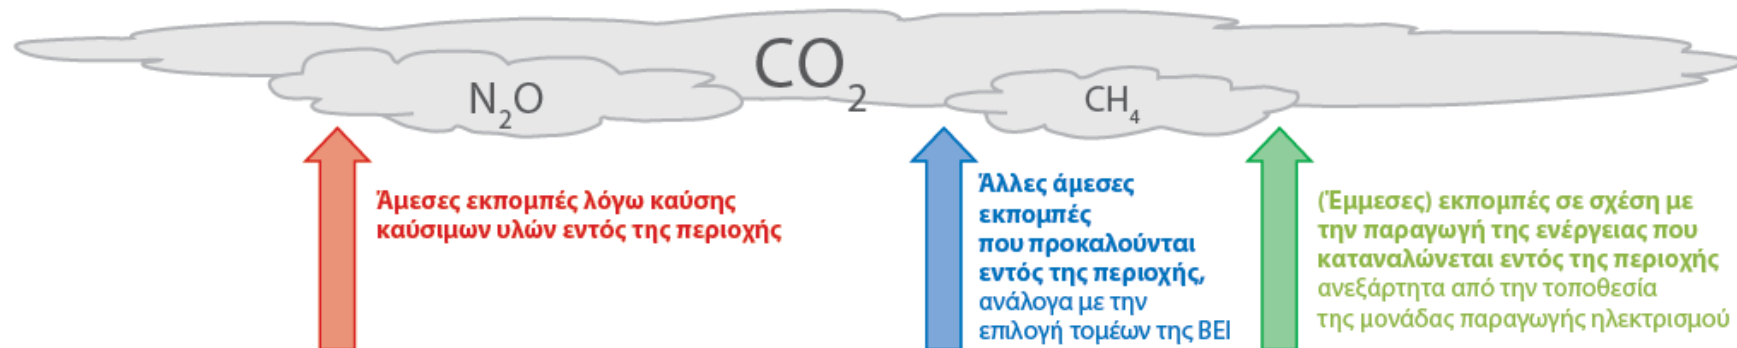 CO₂
N₂O
CH₄
Άμεσες εκπομπές λόγω καύσης
καύσιμων υλών εντός της περιοχής
Άλλες άμεσες
εκπομπές
που προκαλούνται
εντός της περιοχής,
ανάλογα με την
επιλογή τομέων της BEI
(Έμμεσες) εκπομπές σε σχέση με
την παραγωγή της ενέργειας που
καταναλώνεται εντός της περιοχής
ανεξάρτητα από την τοποθεσία
της μονάδας παραγωγής ηλεκτρισμού